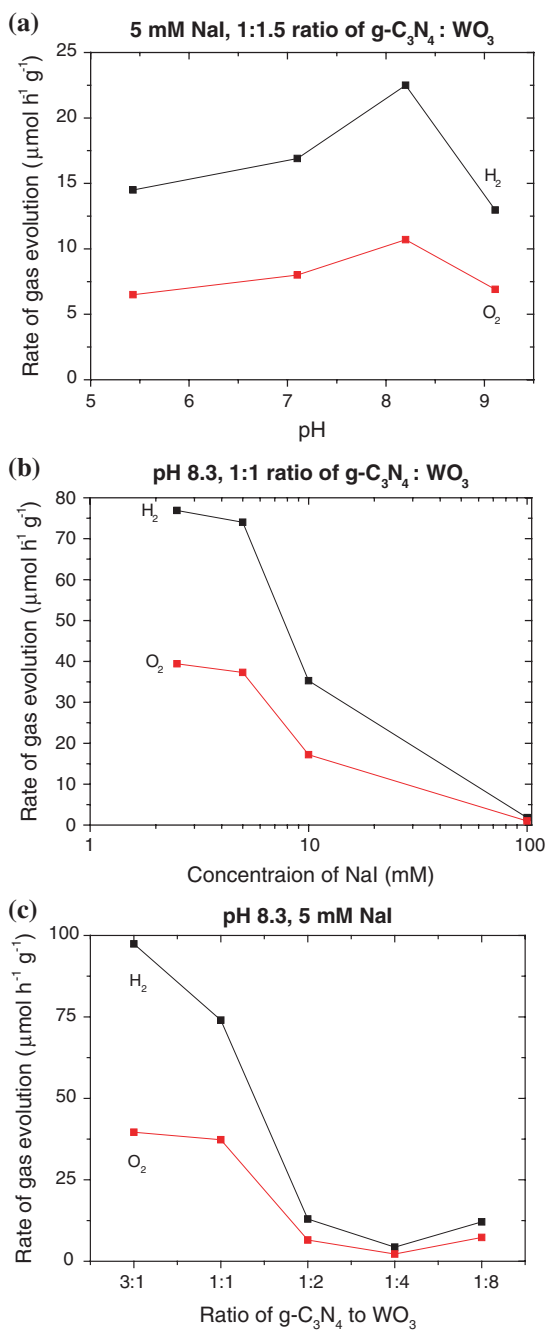 (a)
5 mM NaI, 1:1.5 ratio of g-C₃N₄ : WO₃
Rate of gas evolution (μmol h⁻¹ g⁻¹)
25
20
15
10
5
0
H₂
O₂
5 6 7 8 9
pH
(b)
pH 8.3, 1:1 ratio of g-C₃N₄ : WO₃
Rate of gas evolution (μmol h⁻¹ g⁻¹)
80
70
60
50
40
30
20
10
0
H₂
O₂
1 10 100
Concentraion of NaI (mM)
(c)
pH 8.3, 5 mM NaI
Rate of gas evolution (μmol h⁻¹ g⁻¹)
100
75
50
25
0
H₂
O₂
3:1 1:1 1:2 1:4 1:8
Ratio of g-C₃N₄ to WO₃